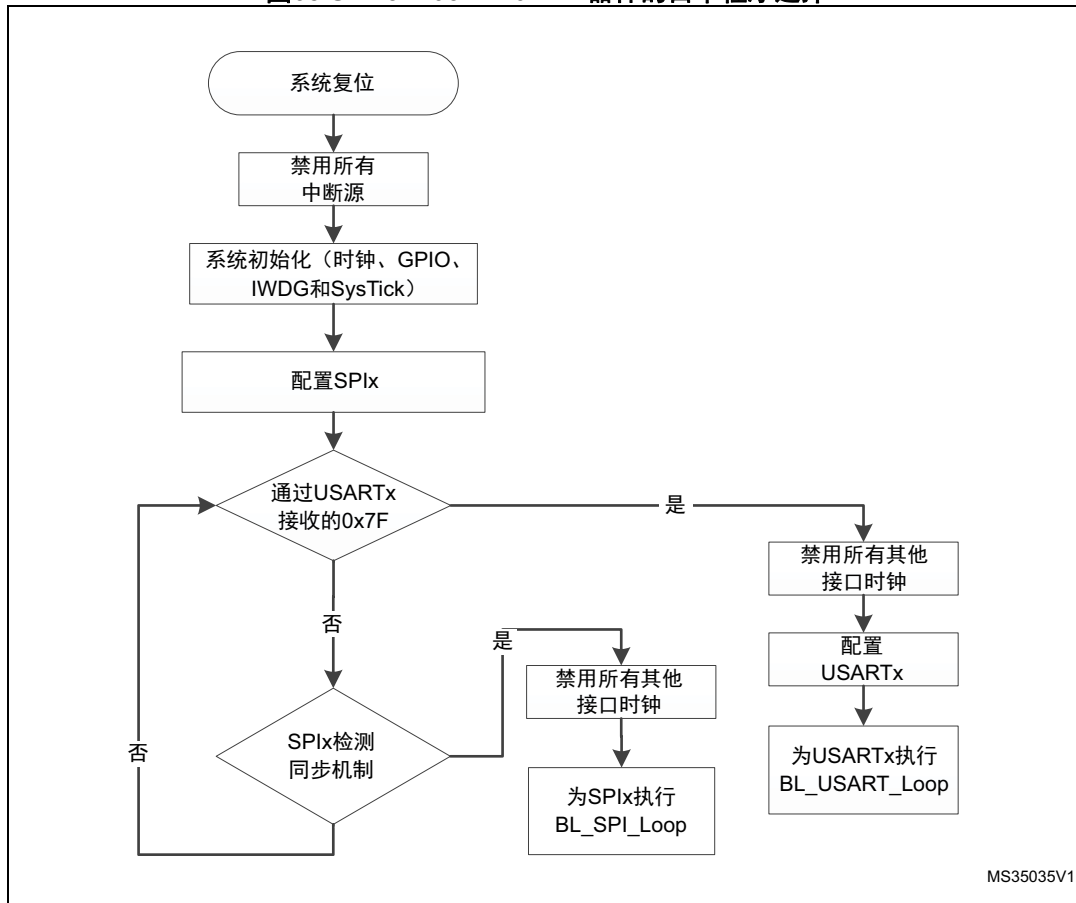 系统复位
禁用所有
中断源
系统初始化（时钟、GPIO、
IWDG和SysTick）
配置SPIx
通过USARTx
接收的0x7F
是
禁用所有其他
接口时钟
配置
USARTx
为USARTx执行
BL_USART_Loop
否
SPIx检测
同步机制
是
禁用所有其他
接口时钟
为SPIx执行
BL_SPI_Loop
否
MS35035V1